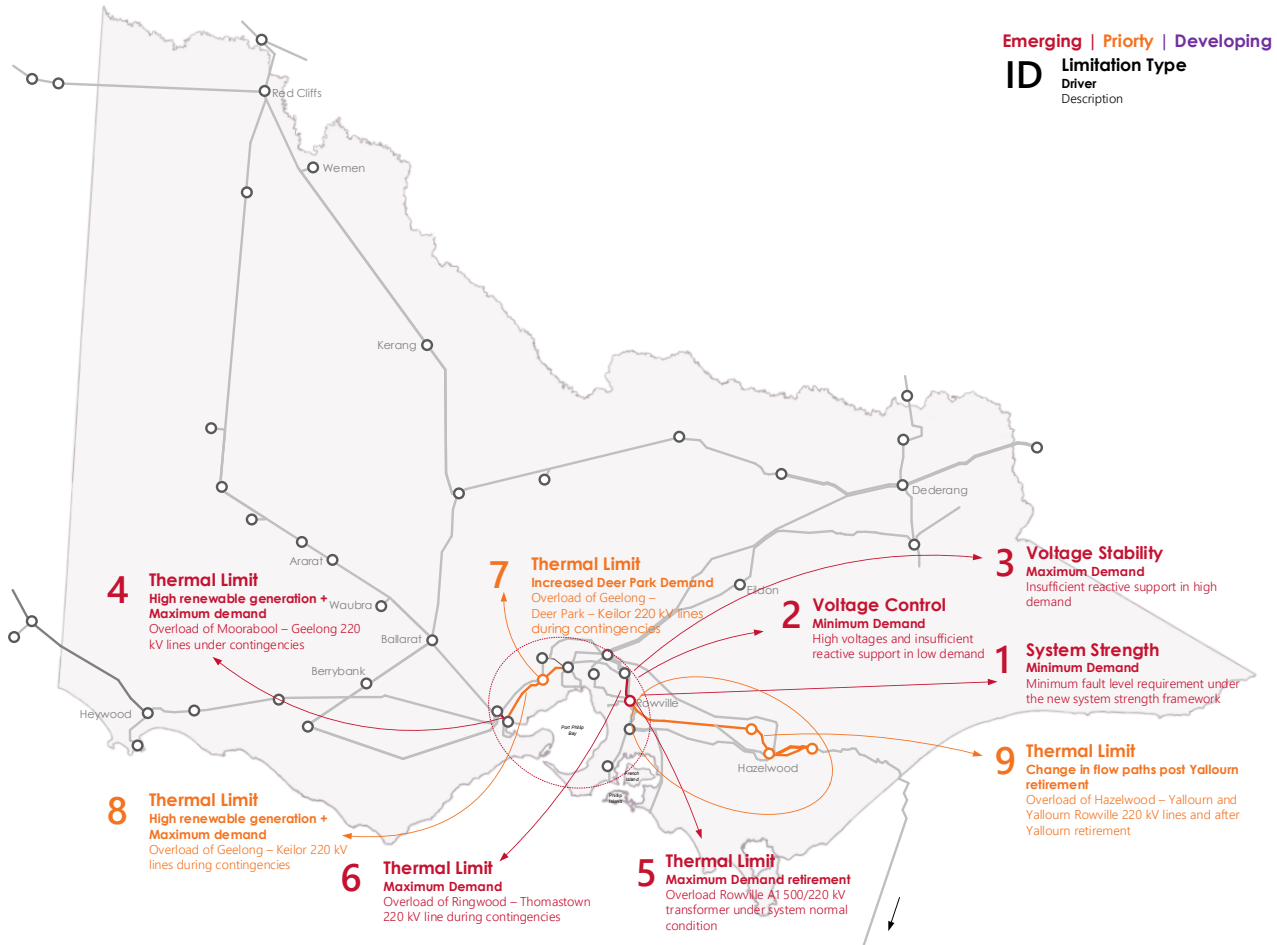 Emerging | Priorty | Developing
ID
Limitation Type
Driver
Description
Red Cliffs
Wemen
Kerang
Dederang
Ararat
Waubra
Ballarat
Berrybank
Heywood
Eildon
Rowville
Hazelwood
Port Philip
Bay
French
Island
Phillip
Island
4
Thermal Limit
High renewable generation +
Maximum demand
Overload of Moorabool – Geelong 220
kV lines under contingencies
7
Thermal Limit
Increased Deer Park Demand
Overload of Geelong –
Deer Park – Keilor 220 kV lines
during contingencies
3
Voltage Stability
Maximum Demand
Insufficient reactive support in high
demand
2
Voltage Control
Minimum Demand
High voltages and insufficient
reactive support in low demand
1
System Strength
Minimum Demand
Minimum fault level requirement under
the new system strength framework
9
Thermal Limit
Change in flow paths post Yallourn
retirement
Overload of Hazelwood – Yallourn and
Yallourn Rowville 220 kV lines and after
Yallourn retirement
8
Thermal Limit
High renewable generation +
Maximum demand
Overload of Geelong – Keilor 220 kV
lines during contingencies
6
Thermal Limit
Maximum Demand
Overload of Ringwood – Thomastown
220 kV line during contingencies
5
Thermal Limit
Maximum Demand retirement
Overload Rowville A1 500/220 kV
transformer under system normal
condition